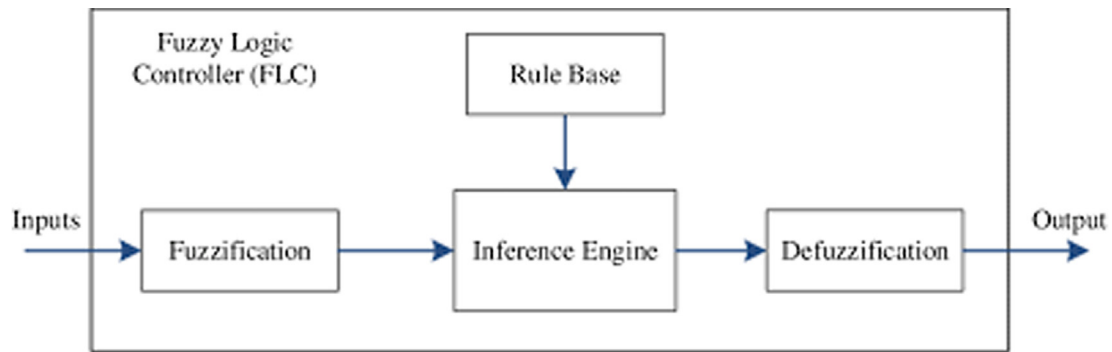 Fuzzy Logic
Controller (FLC)
Rule Base
Inputs
Fuzzification
Inference Engine
Defuzzification
Output